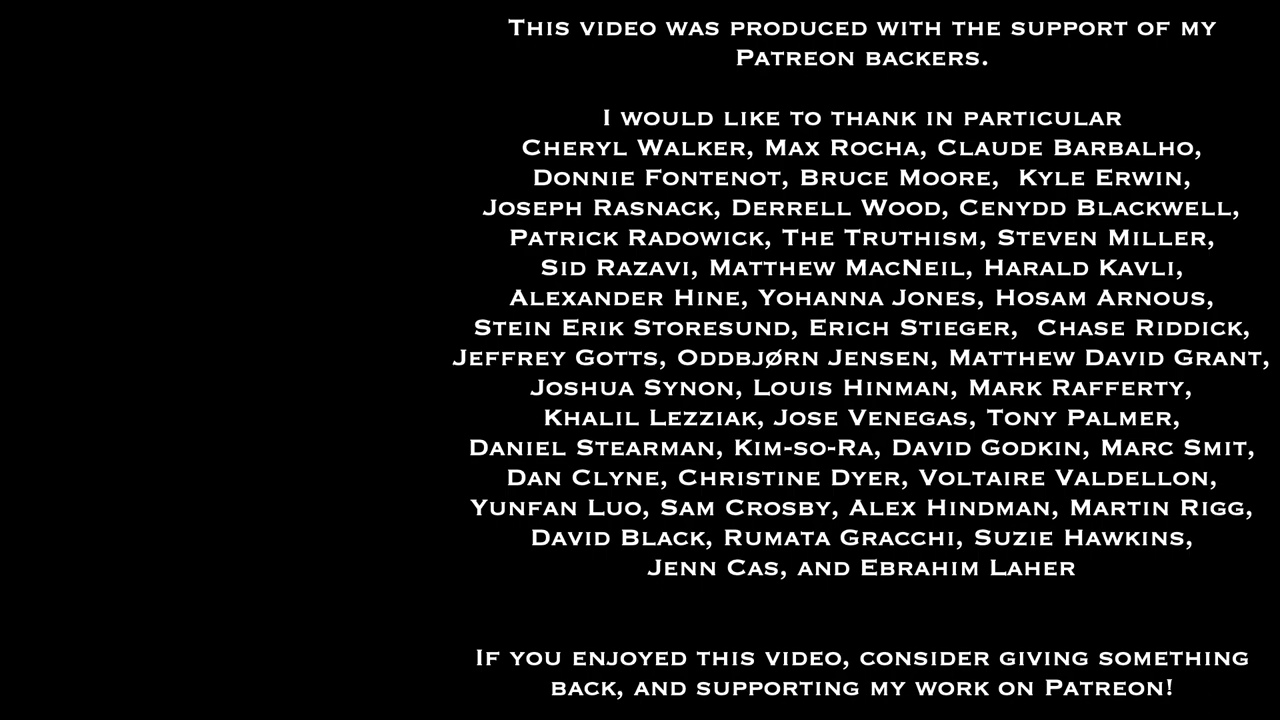 This video was produced with the support of my
Patreon backers.
I would like to thank in particular
Cheryl Walker, Max Rocha, Claude Barbalho,
Donnie Fontenot, Bruce Moore,  Kyle Erwin,
Joseph Rasnack, Derrell Wood, Cenydd Blackwell,
Patrick Radowick, The Truthism, Steven Miller,
Sid Razavi, Matthew MacNeil, Harald Kavli,
Alexander Hine, Yohanna Jones, Hosam Arnous,
Stein Erik Storesund, Erich Stieger,  Chase Riddick,
Jeffrey Gotts, Oddbjørn Jensen, Matthew David Grant,
Joshua Synon, Louis Hinman, Mark Rafferty,
Khalil Lezziak, Jose Venegas, Tony Palmer,
Daniel Stearman, Kim-so-Ra, David Godkin, Marc Smit,
Dan Clyne, Christine Dyer, Voltaire Valdellon,
Yunfan Luo, Sam Crosby, Alex Hindman, Martin Rigg,
David Black, Rumata Gracchi, Suzie Hawkins,
Jenn Cas, and Ebrahim Laher
If you enjoyed this video, consider giving something
back, and supporting my work on Patreon!